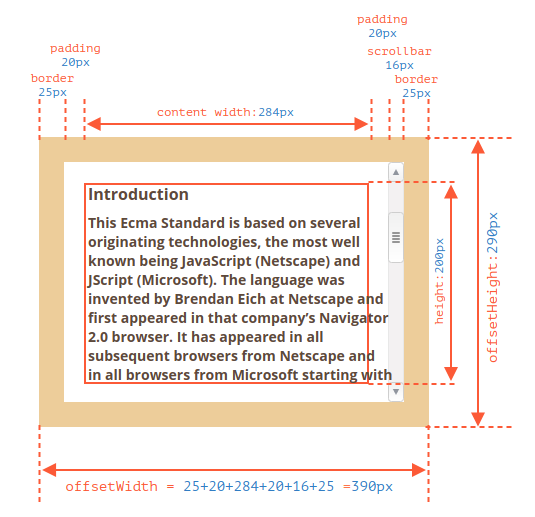 padding
20px
scrollbar
16px
border
25px
padding
20px
border
25px
content width:284px
Introduction
This Ecma Standard is based on several
originating technologies, the most well
known being JavaScript (Netscape) and
JScript (Microsoft). The language was
invented by Brendan Eich at Netscape and
first appeared in that company’s Navigator
2.0 browser. It has appeared in all
subsequent browsers from Netscape and
in all browsers from Microsoft starting with
height:200px
offsetHeight:290px
offsetWidth = 25+20+284+20+16+25 =390px